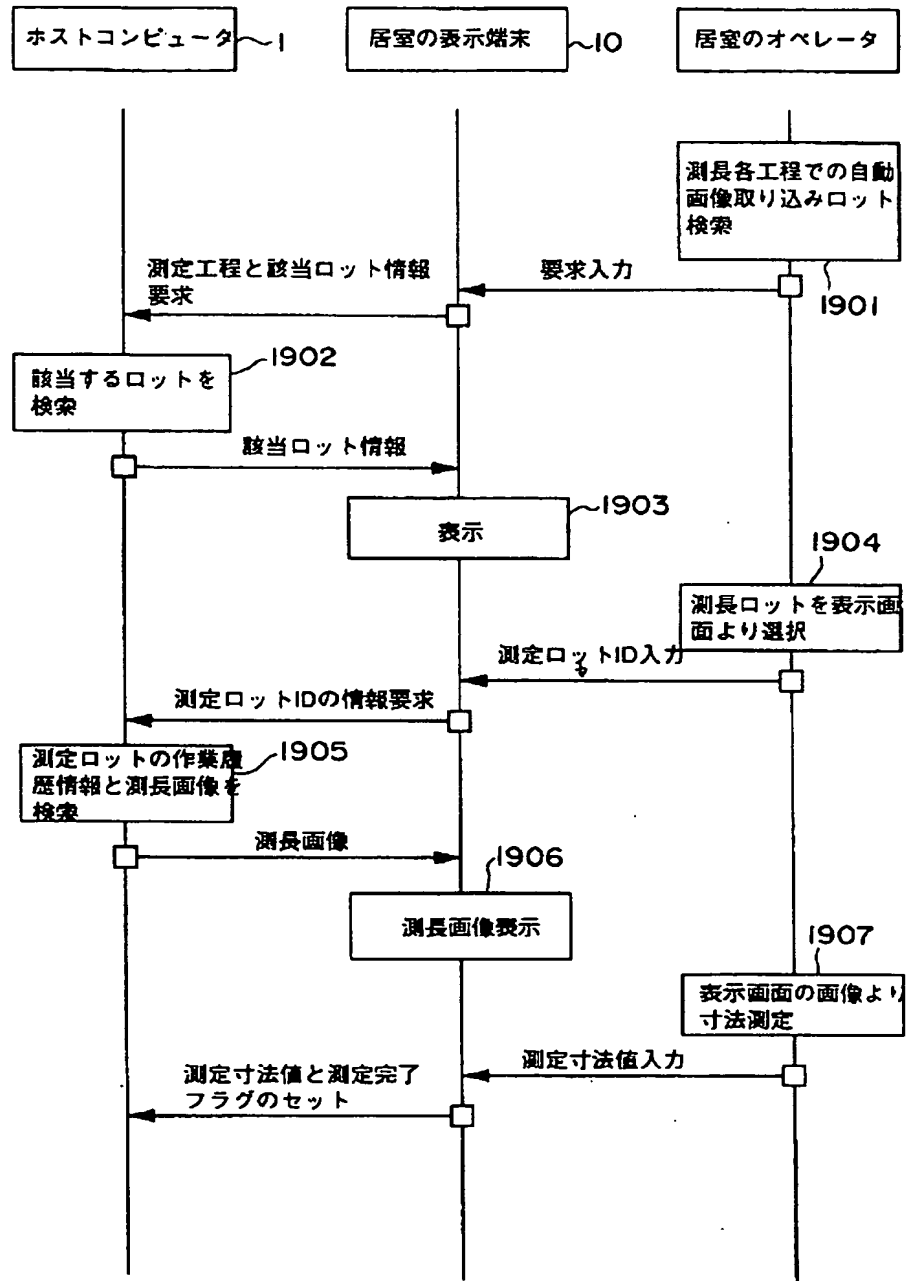 ホストコンピュータ
1
居室の表示端末
10
居室のオペレータ
測長各工程での自動
画像取り込みロット
検索
1901
要求入力
測定工程と該当ロット情報
要求
1902
該当するロットを
検索
該当ロット情報
1903
表示
1904
測長ロットを表示画
面より選択
測定ロットID入力
測定ロットIDの情報要求
1905
測定ロットの作業履
歴情報と測長画像を
検索
測長画像
1906
測長画像表示
1907
表示画面の画像より
寸法測定
測定寸法値入力
測定寸法値と測定完了
フラグのセット